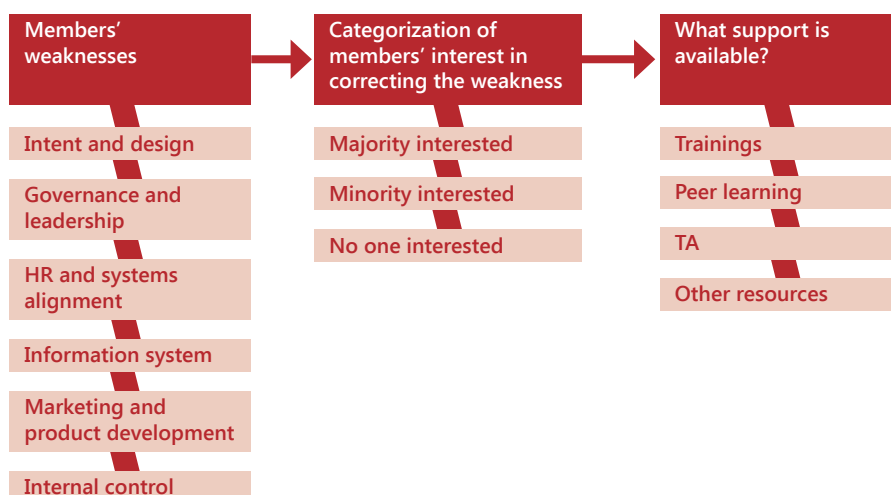 Members’
weaknesses
Intent and design
Governance and
leadership
HR and systems
alignment
Information system
Marketing and
product development
Internal control
Categorization of
members’ interest in
correcting the weakness
Majority interested
Minority interested
No one interested
What support is
available?
Trainings
Peer learning
TA
Other resources